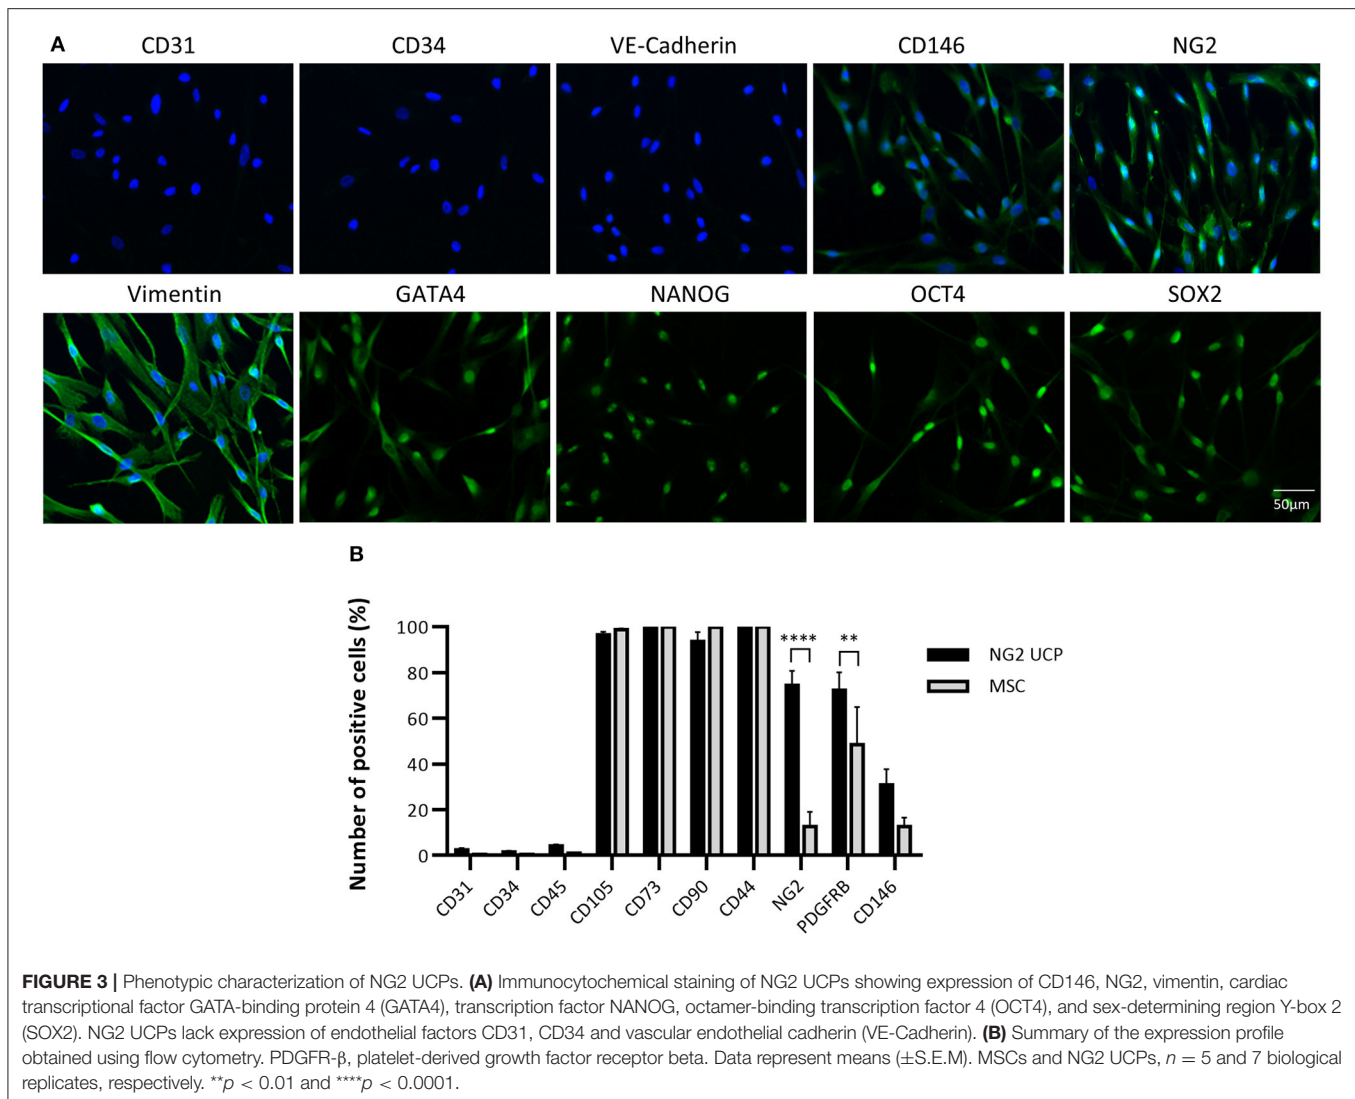 A
CD31 CD34 VE-Cadherin CD146 NG2
Vimentin GATA4 NANOG OCT4 SOX2
50µm
B
Number of positive cells (%)
100
80
60
40
20
0
**** **
NG2 UCP
MSC
CD31 CD34 CD45 CD105 CD73 CD90 CD44 NG2 PDGFRB CD146
FIGURE 3 | Phenotypic characterization of NG2 UCPs. (A) Immunocytochemical staining of NG2 UCPs showing expression of CD146, NG2, vimentin, cardiac
transcriptional factor GATA-binding protein 4 (GATA4), transcription factor NANOG, octamer-binding transcription factor 4 (OCT4), and sex-determining region Y-box 2
(SOX2). NG2 UCPs lack expression of endothelial factors CD31, CD34 and vascular endothelial cadherin (VE-Cadherin). (B) Summary of the expression profile
obtained using flow cytometry. PDGFR-β, platelet-derived growth factor receptor beta. Data represent means (±S.E.M). MSCs and NG2 UCPs, n = 5 and 7 biological
replicates, respectively. **p < 0.01 and ****p < 0.0001.